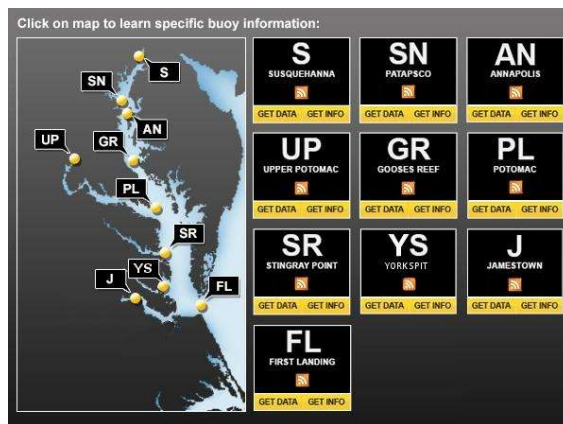 Click on map to learn specific buoy information:
S
SN
AN
UP
GR
PL
SR
YS
J
FL
S
SUSQUEHANNA
GET DATA GET INFO
SN
PATAPSCO
GET DATA GET INFO
AN
ANNAPOLIS
GET DATA GET INFO
UP
UPPER POTOMAC
GET DATA GET INFO
GR
GOOSES REEF
GET DATA GET INFO
PL
POTOMAC
GET DATA GET INFO
SR
STINGRAY POINT
GET DATA GET INFO
YS
YORKSPIT
GET DATA GET INFO
J
JAMESTOWN
GET DATA GET INFO
FL
FIRST LANDING
GET DATA GET INFO